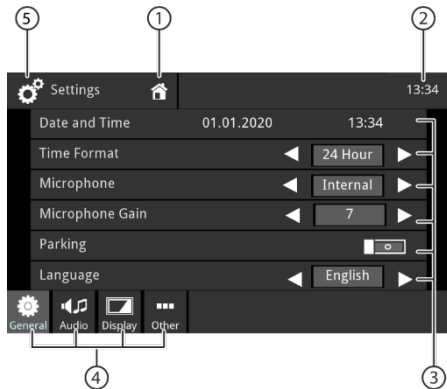 5 1 2
Settings 13:34
Date and Time 01.01.2020 13:34
Time Format 24 Hour
Microphone Internal
Microphone Gain 7
Parking
Language English
General Audio Display Other
4 3